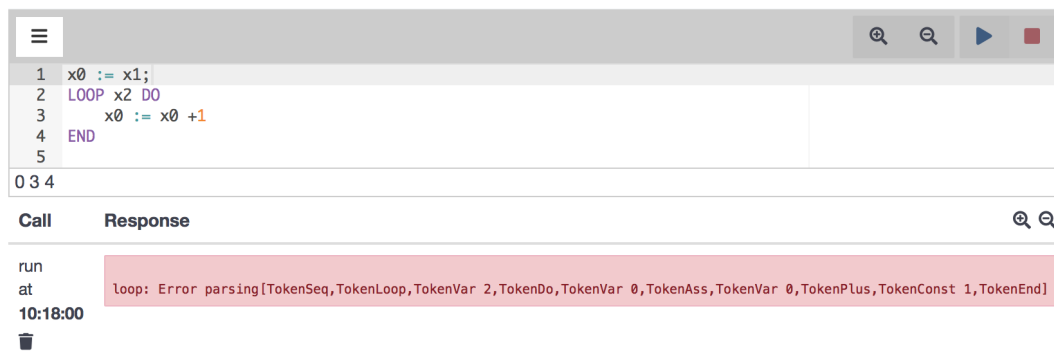 1 x0 := x1;
2 LOOP x2 DO
3 x0 := x0 +1
4 END
5
0 3 4
Call Response
run
at
10:18:00
loop: Error parsing[TokenSeq,TokenLoop,TokenVar 2,TokenDo,TokenVar 0,TokenAss,TokenVar 0,TokenPlus,TokenConst 1,TokenEnd]